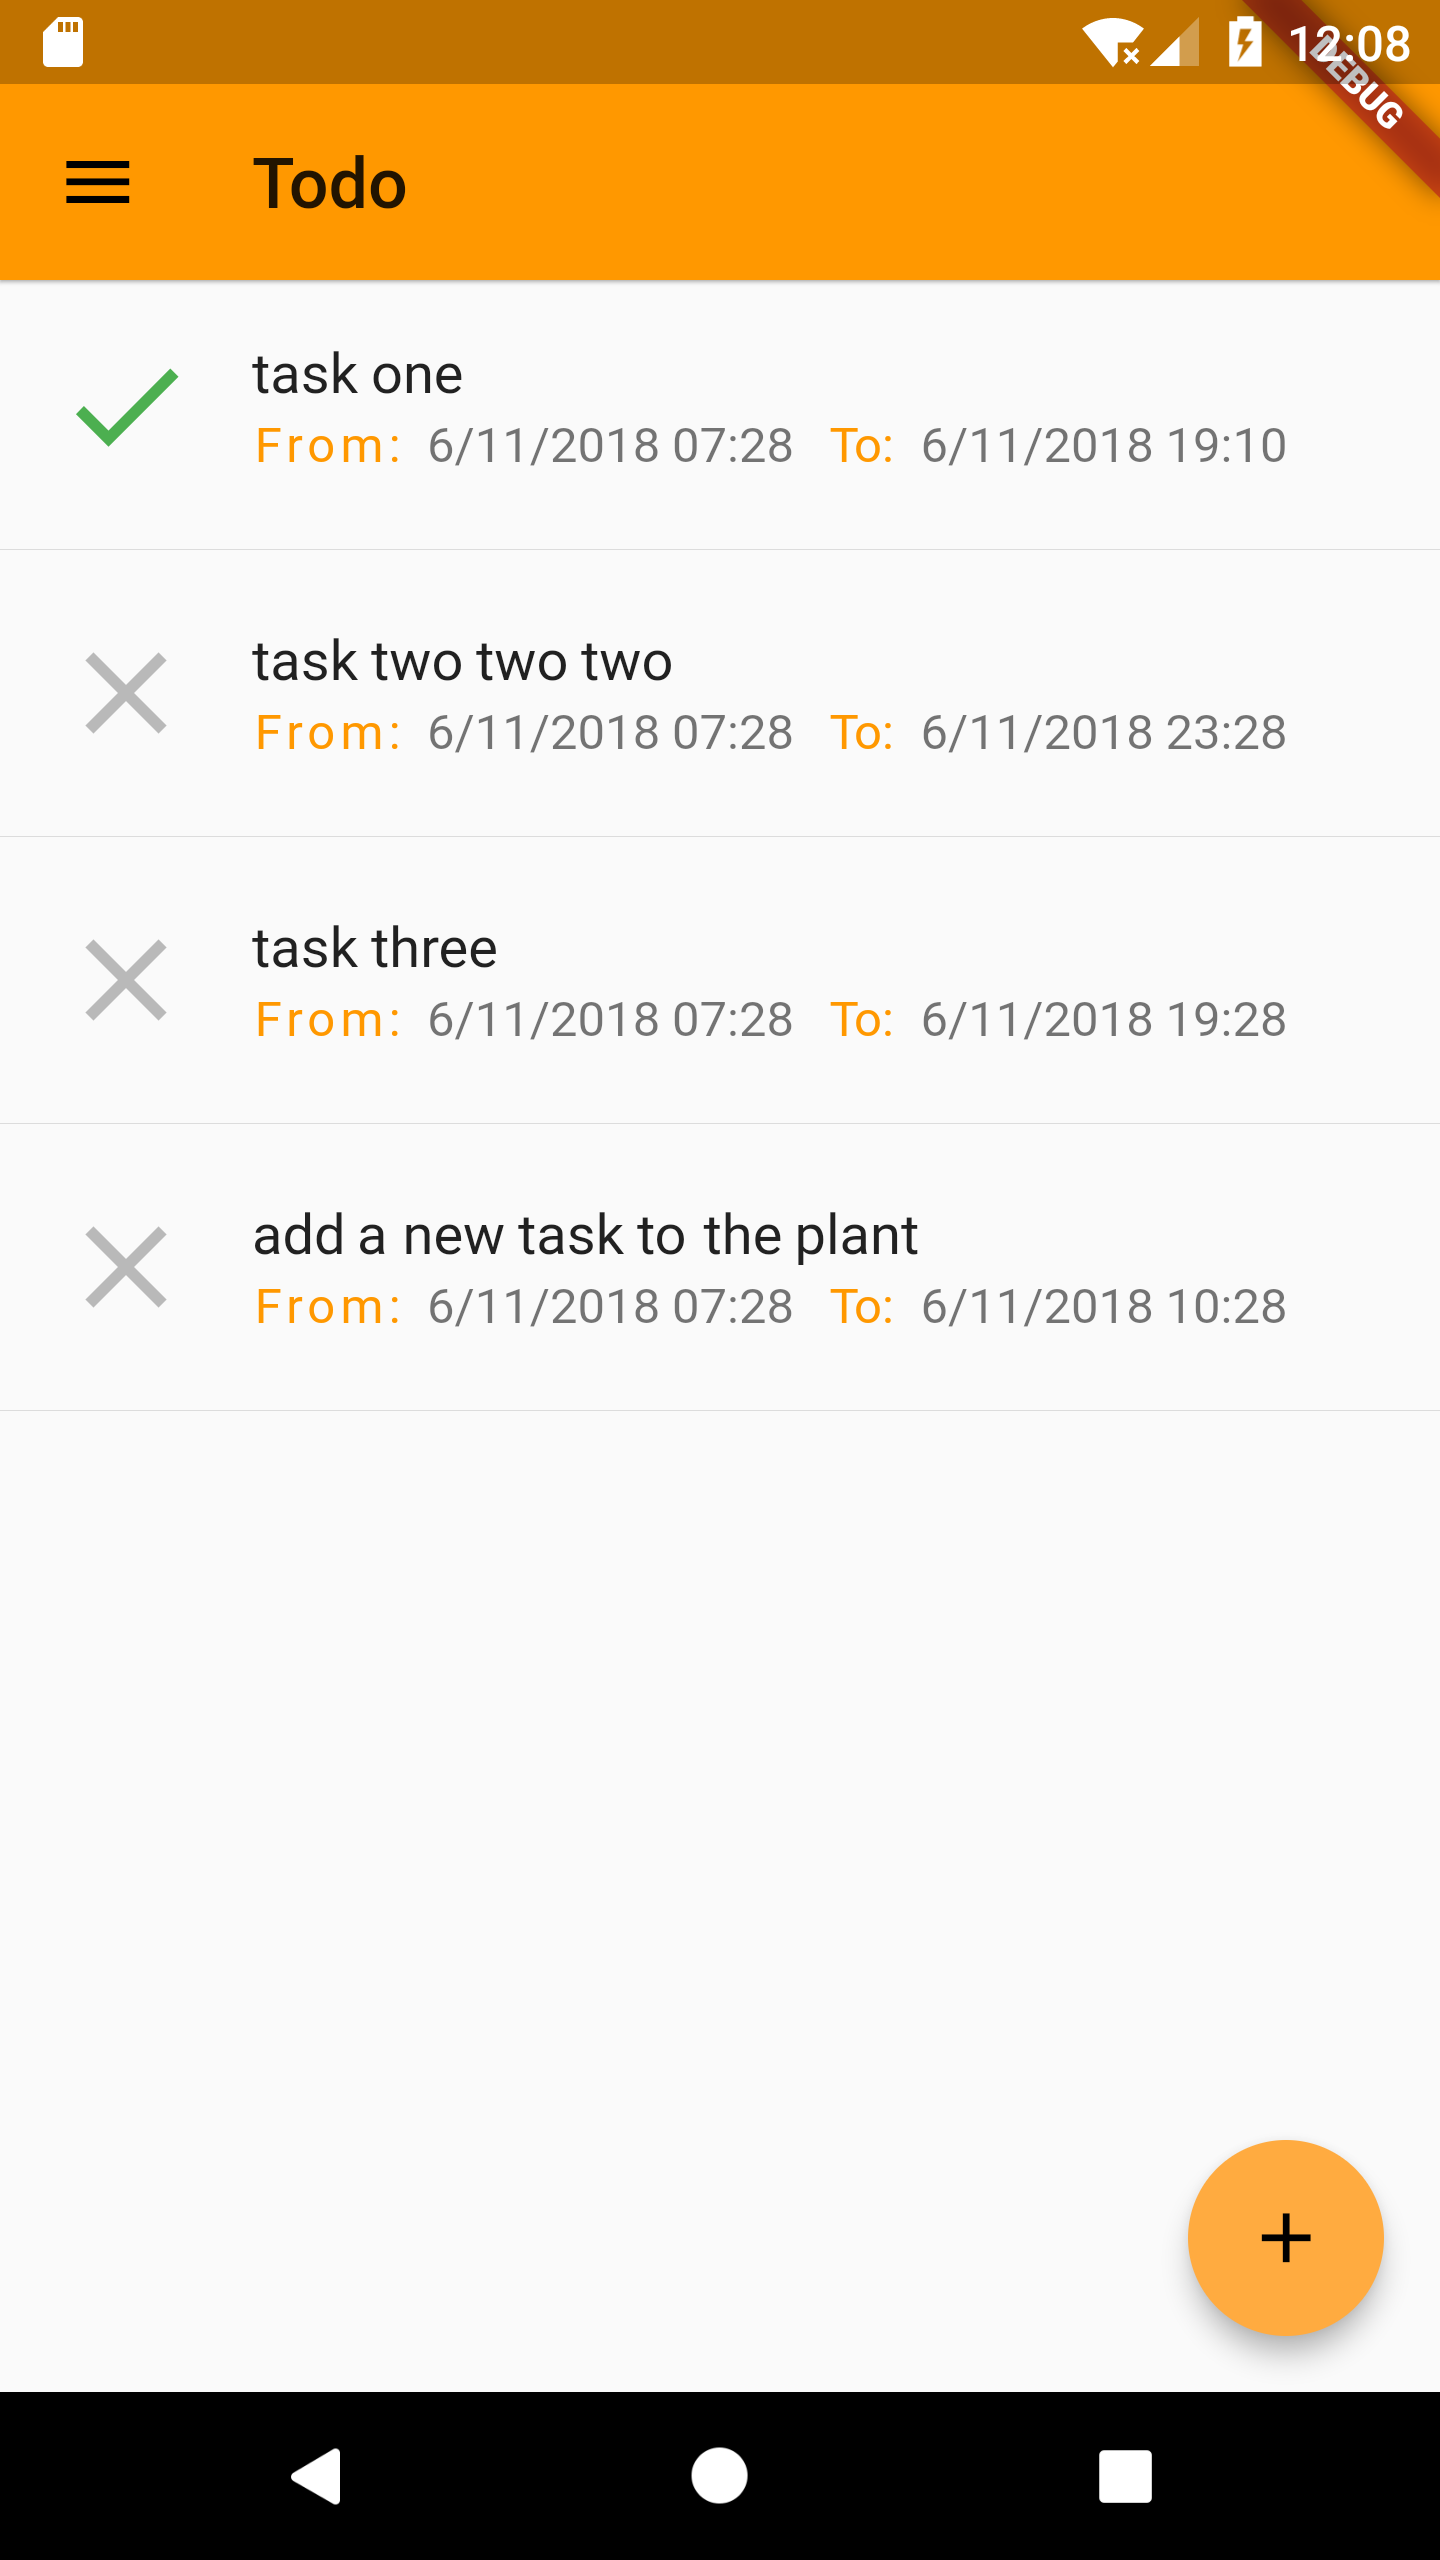 12:08
DEBUG
Todo
task one
From: 6/11/2018 07:28 To: 6/11/2018 19:10
task two two two
From: 6/11/2018 07:28 To: 6/11/2018 23:28
task three
From: 6/11/2018 07:28 To: 6/11/2018 19:28
add a new task to the plant
From: 6/11/2018 07:28 To: 6/11/2018 10:28